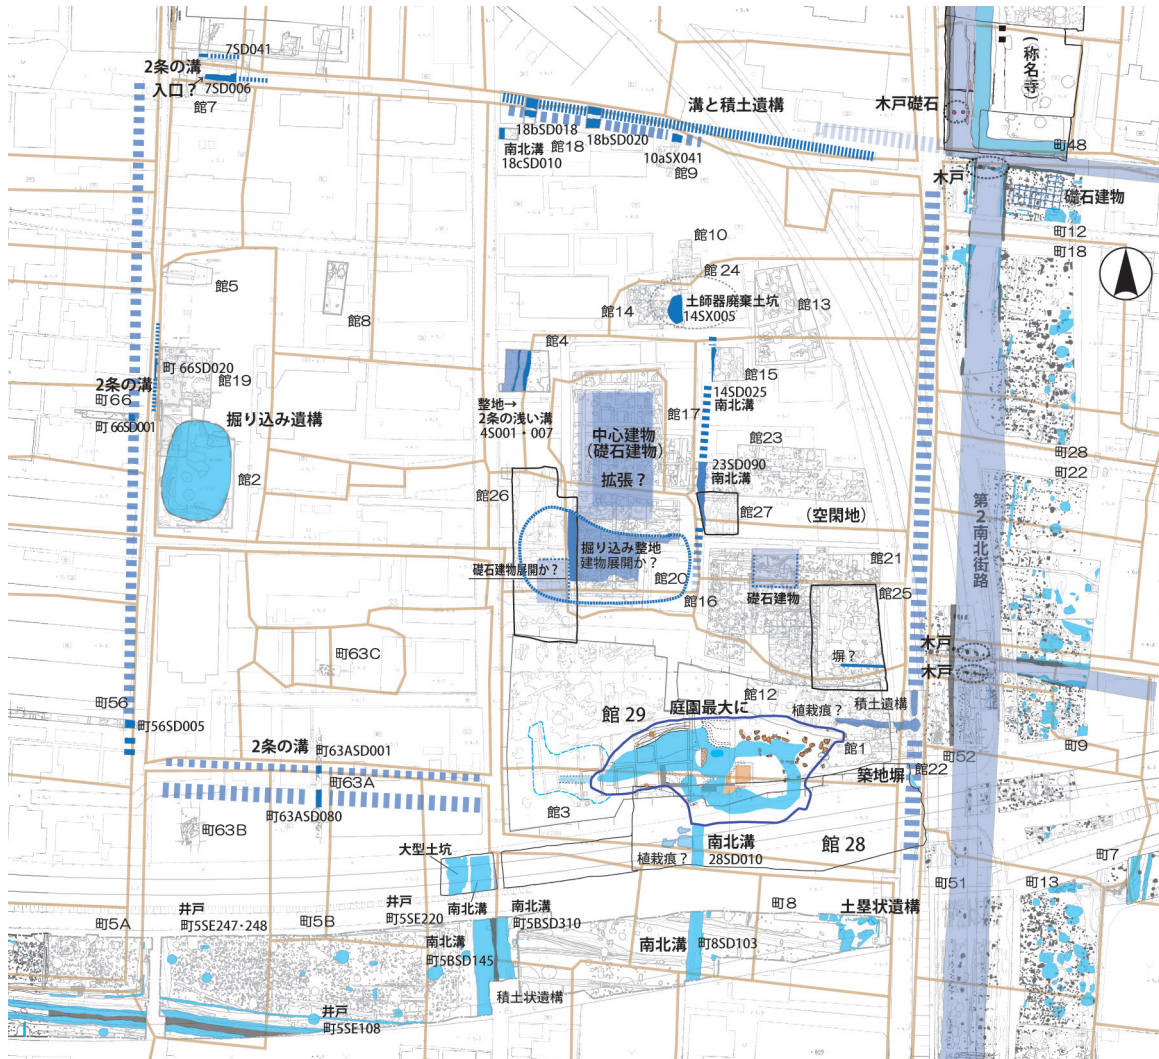 7SD041
2条の溝
入口？
7SD006
館7
溝と積土遺構
18bSD018
館18
18bSD020
南北溝
18cSD010
10aSX041
館9
木戸礎石
（称名寺）
町48
木戸
礎石建物
町12
町18
館5
館8
館10
館24
館14
土師器廃棄土坑
14SX005
館13
館4
町66SD020
館19
2条の溝
町66
町66SD001
掘り込み遺構
館2
整地→
2条の浅い溝
4S001・007
館15
14SD025
南北溝
館17
中心建物
（礎石建物）
拡張？
館23
23SD090
南北溝
町28
町22
館26
館27
（空閑地）
第2南北街路
掘り込み整地
建物展開か？
礎石建物展開か？
館20
館21
礎石建物
館16
館25
町63C
塀？
木戸
木戸
館12
館29
庭園最大に
植栽痕？
積土遺構
町56
町56SD005
2条の溝
町63ASD001
町63A
町63ASD080
町63B
館1
築地塀
館22
町52
町9
館3
南北溝
28SD010
植栽痕？
館28
大型土坑
町7
町51
町13
町5A
井戸
町5SE247・248
町5B
井戸
町5SE220
南北溝
南北溝
町5BSD310
町8
土塁状遺構
南北溝
町5BSD145
南北溝
町8SD103
積土状遺構
井戸
町5SE108